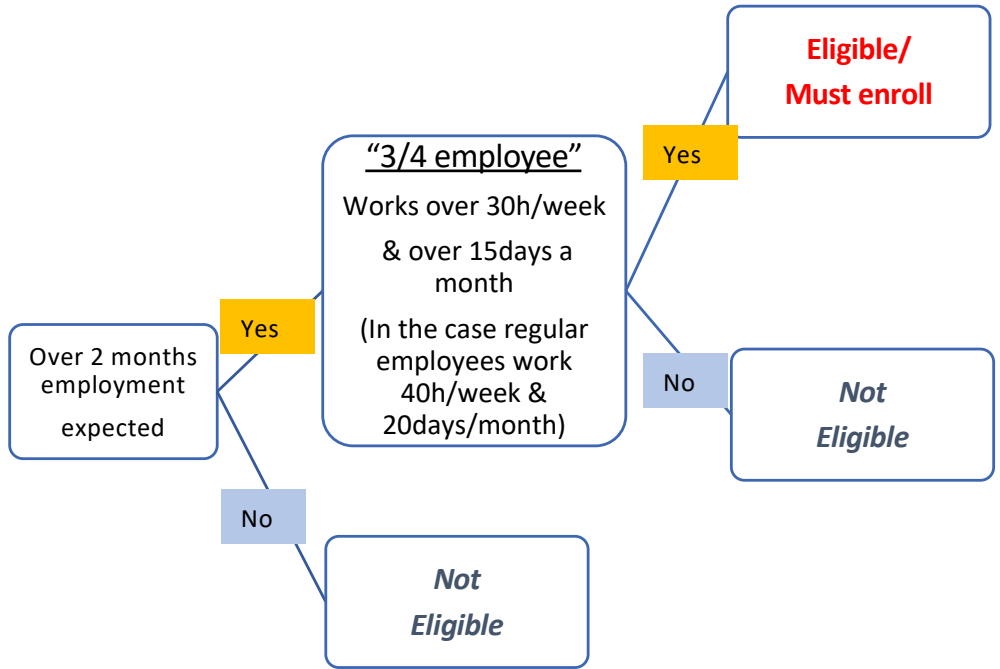 Over 2 months
employment
expected
Yes
No
“3/4 employee”
Works over 30h/week
& over 15days a
month
(In the case regular
employees work
40h/week &
20days/month)
Yes
No
Eligible/
Must enroll
Not
Eligible
Not
Eligible